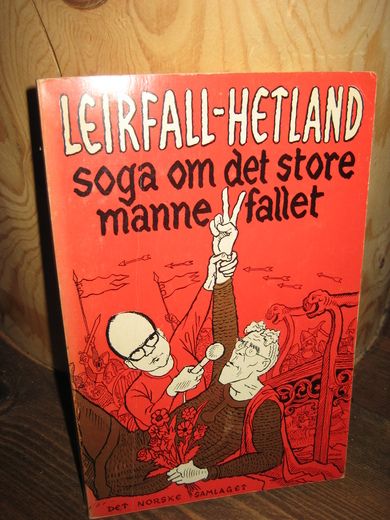 LEIRFALL-HETLAND
soga om det store
manne fallet
DET NORSKE SAMLAGET